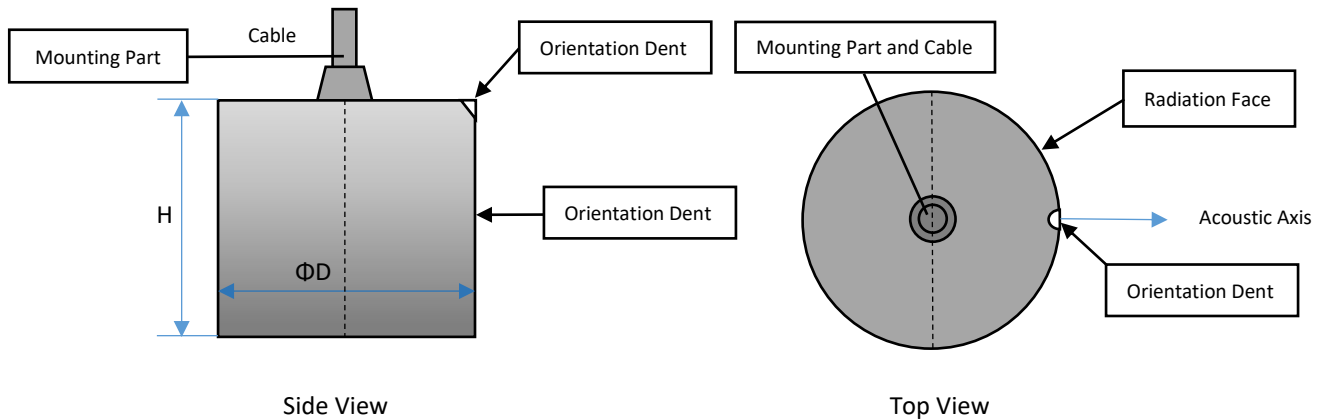 Mounting Part
Cable
Orientation Dent
Mounting Part and Cable
Radiation Face
H
Orientation Dent
Acoustic Axis
ΦD
Orientation Dent
Side View
Top View